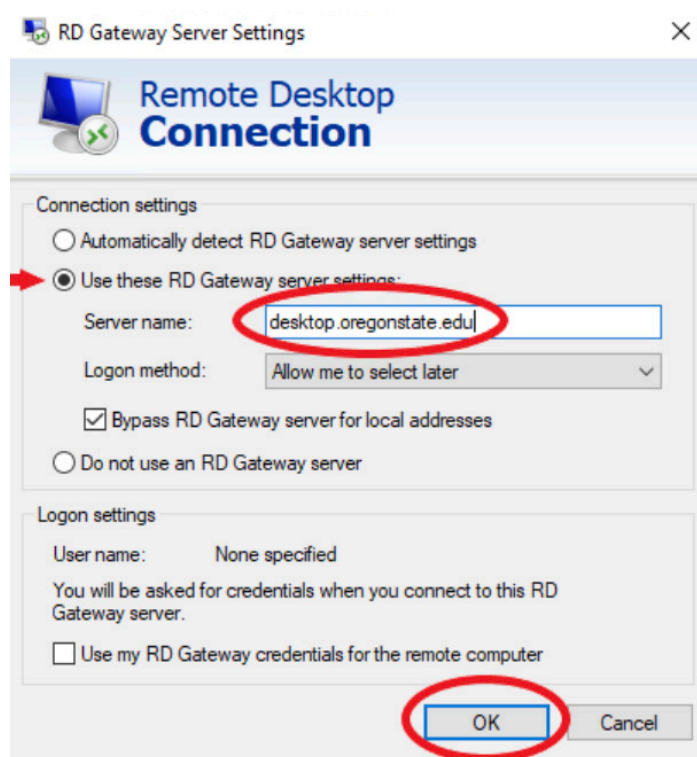 RD Gateway Server Settings
Remote Desktop
Connection
Connection settings
Automatically detect RD Gateway server settings
Use these RD Gateway server settings:
Server name: desktop.oregonstate.edu
Logon method: Allow me to select later
Bypass RD Gateway server for local addresses
Do not use an RD Gateway server
Logon settings
User name: None specified
You will be asked for credentials when you connect to this RD
Gateway server.
Use my RD Gateway credentials for the remote computer
OK Cancel